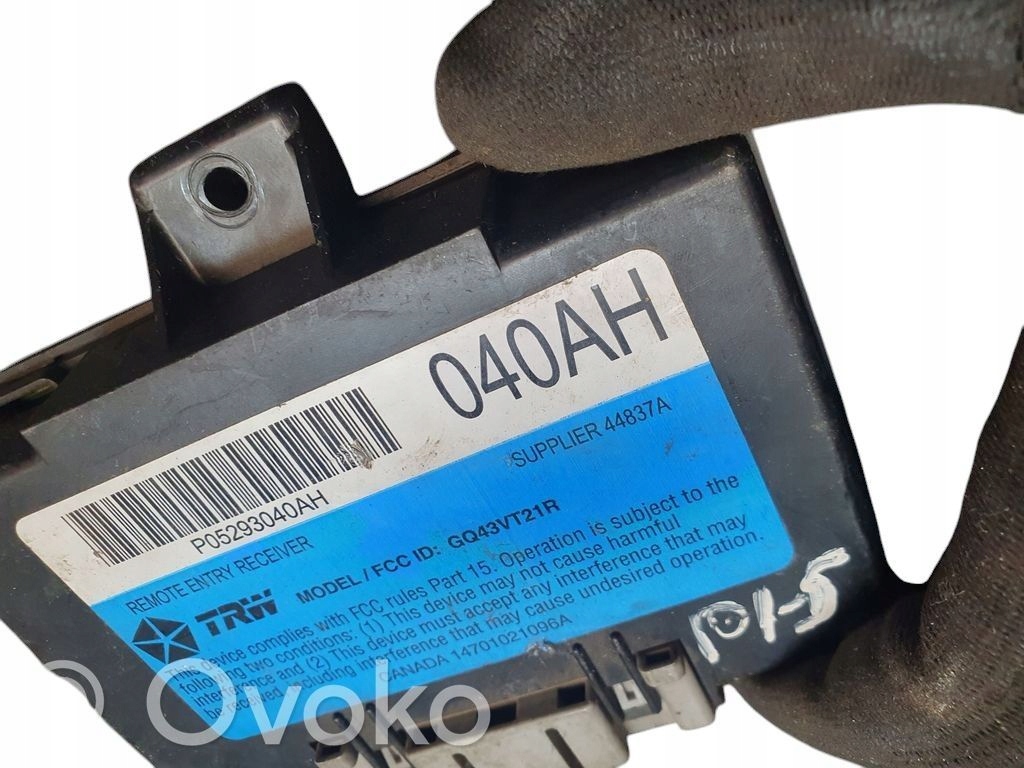 040AH
P05293040AH
SUPPLIER 44837A
REMOTE ENTRY RECEIVER
TRW
MODEL / FCC ID: GQ43VT21R
This device complies with FCC rules Part 15. Operation is subject to the
following two conditions: (1) This device may not cause harmful
interference and (2) This device must accept any interference that may
be received including interference that may cause undesired operation.
CANADA 14701021096A
Ovoko